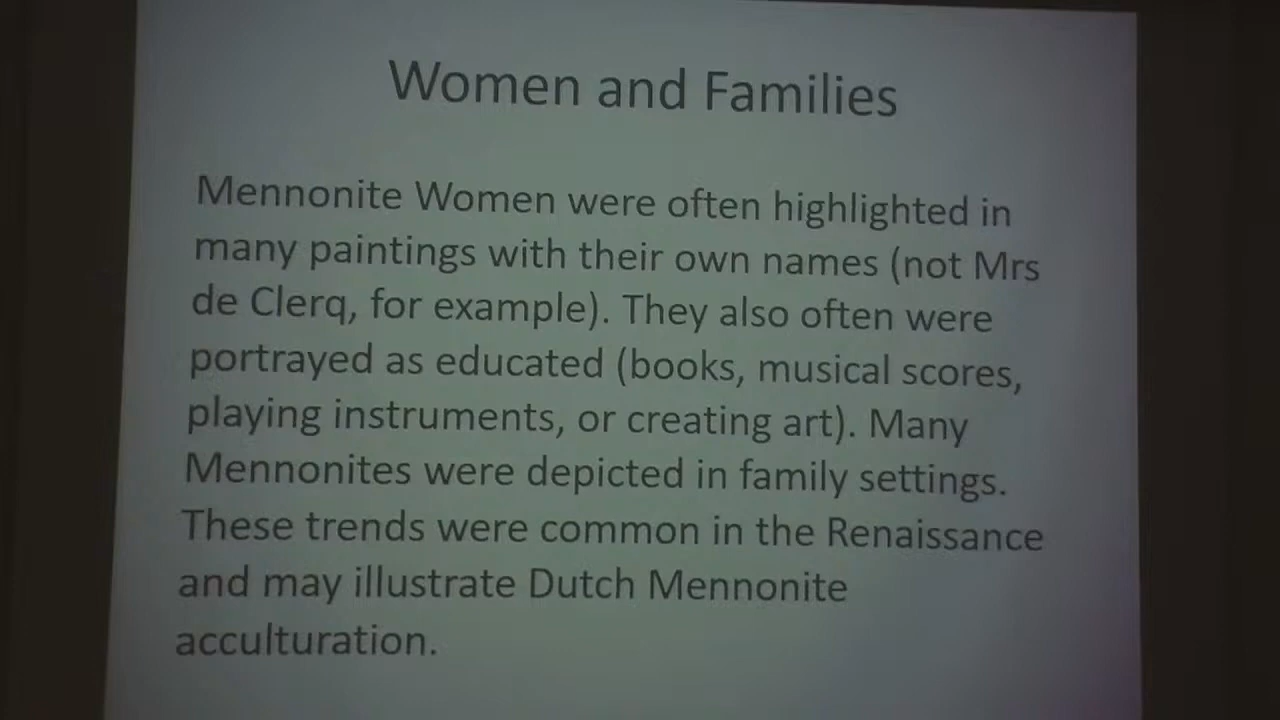 Women and Families
Mennonite Women were often highlighted in
many paintings with their own names (not Mrs
de Clerq, for example). They also often were
portrayed as educated (books, musical scores,
playing instruments, or creating art). Many
Mennonites were depicted in family settings.
These trends were common in the Renaissance
and may illustrate Dutch Mennonite
acculturation.